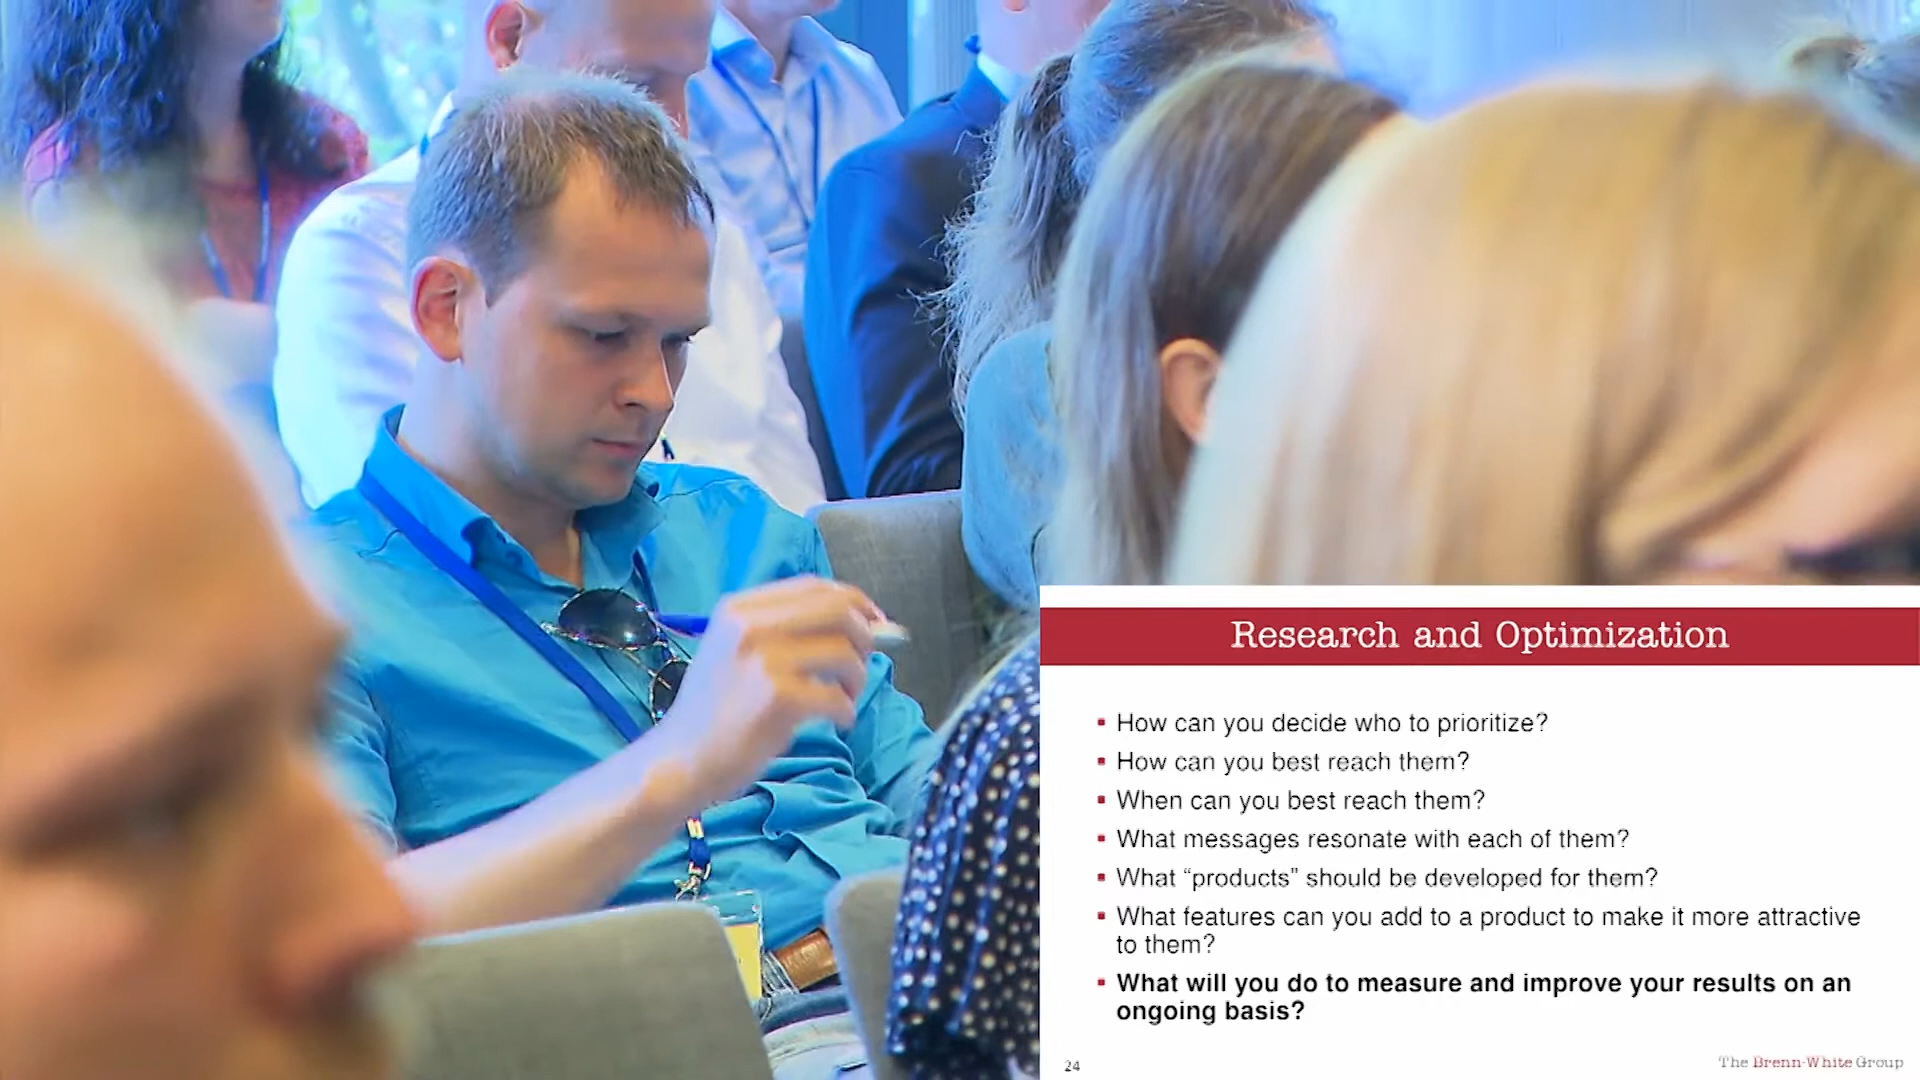 Research and Optimization
▪ How can you decide who to prioritize?
▪ How can you best reach them?
▪ When can you best reach them?
▪ What messages resonate with each of them?
▪ What “products” should be developed for them?
▪ What features can you add to a product to make it more attractive
to them?
▪ What will you do to measure and improve your results on an
ongoing basis?
24
The Brenn-White Group